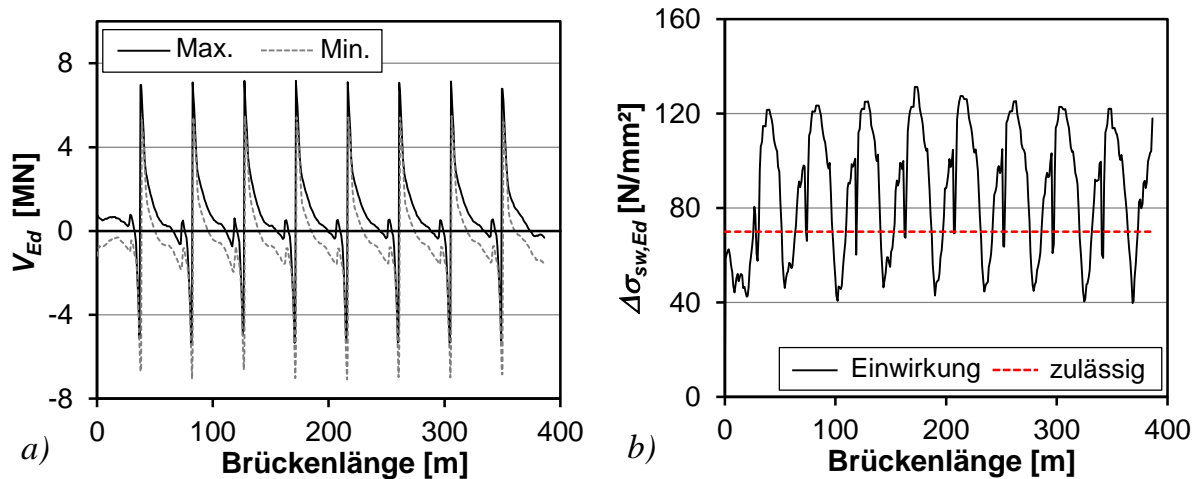 Max. Min.
8
4
0
-4
-8
V_Ed [MN]
0 100 200 300 400
Brückenlänge [m]
a)
160
120
80
40
0
Δσ_sw,Ed [N/mm²]
Einwirkung zulässig
0 100 200 300 400
Brückenlänge [m]
b)